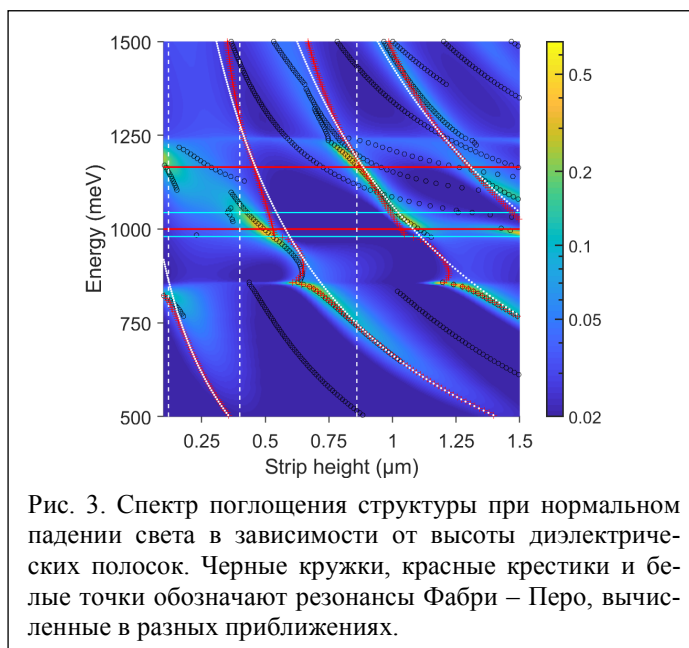 1500
1250
1000
750
500
Energy (meV)
0.25 0.5 0.75 1 1.25 1.5
Strip height (µm)
0.5
0.2
0.1
0.05
0.02
Рис. 3. Спектр поглощения структуры при нормальном
падении света в зависимости от высоты диэлектриче-
ских полосок. Черные кружки, красные крестики и бе-
лые точки обозначают резонансы Фабри – Перо, вычис-
ленные в разных приближениях.